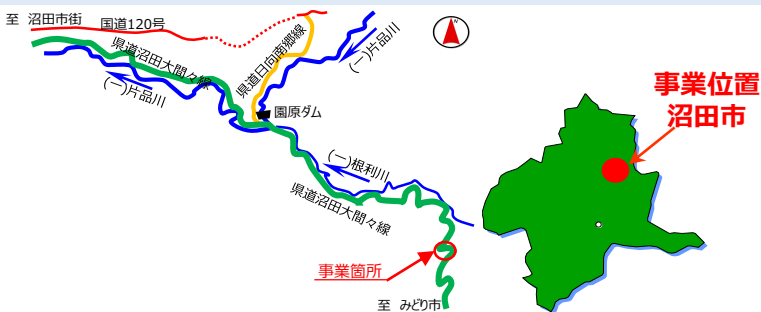 至 沼田市街
国道120号
県道沼田大間々線
県道日向南郷線
(一)片品川
(一)片品川
N
園原ダム
(一)根利川
県道沼田大間々線
事業箇所
至 みどり市
事業位置
沼田市